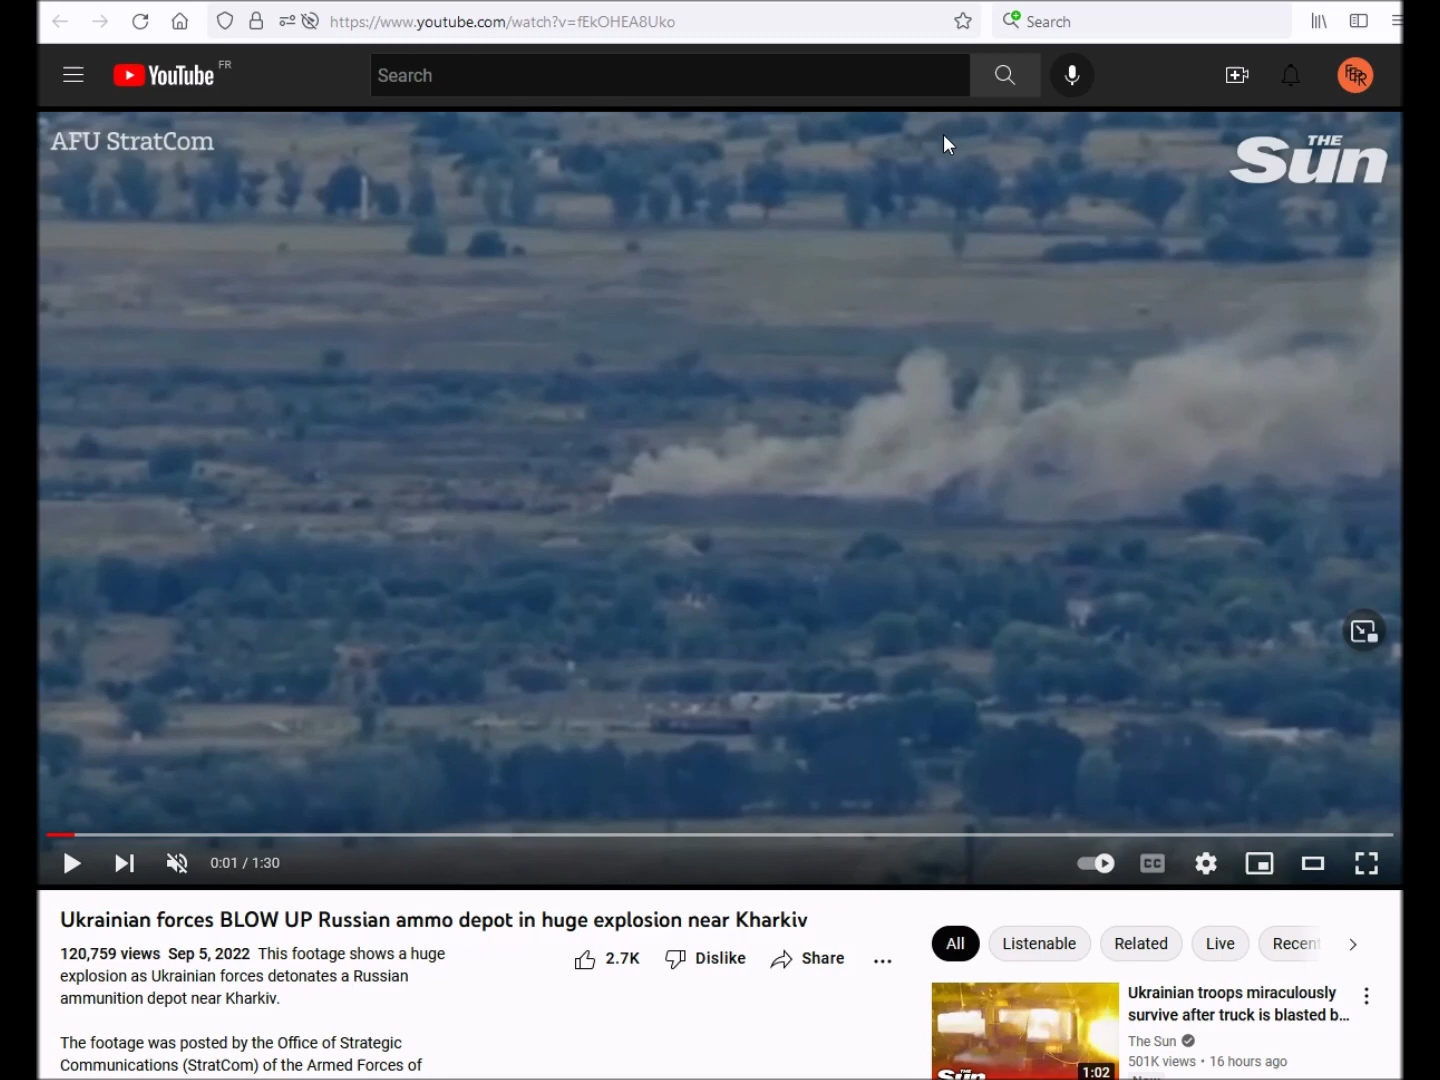 https://www.youtube.com/watch?v=fEkOHEA8Uko
Search
YouTube FR
Search
AFU StratCom
THE Sun
0:01 / 1:30
CC
Ukrainian forces BLOW UP Russian ammo depot in huge explosion near Kharkiv
120,759 views Sep 5, 2022 This footage shows a huge
explosion as Ukrainian forces detonates a Russian
ammunition depot near Kharkiv.
The footage was posted by the Office of Strategic
Communications (StratCom) of the Armed Forces of
2.7K
Dislike
Share
...
All
Listenable
Related
Live
Recent
Ukrainian troops miraculously
survive after truck is blasted b...
The Sun
501K views • 16 hours ago
New
THE Sun
1:02